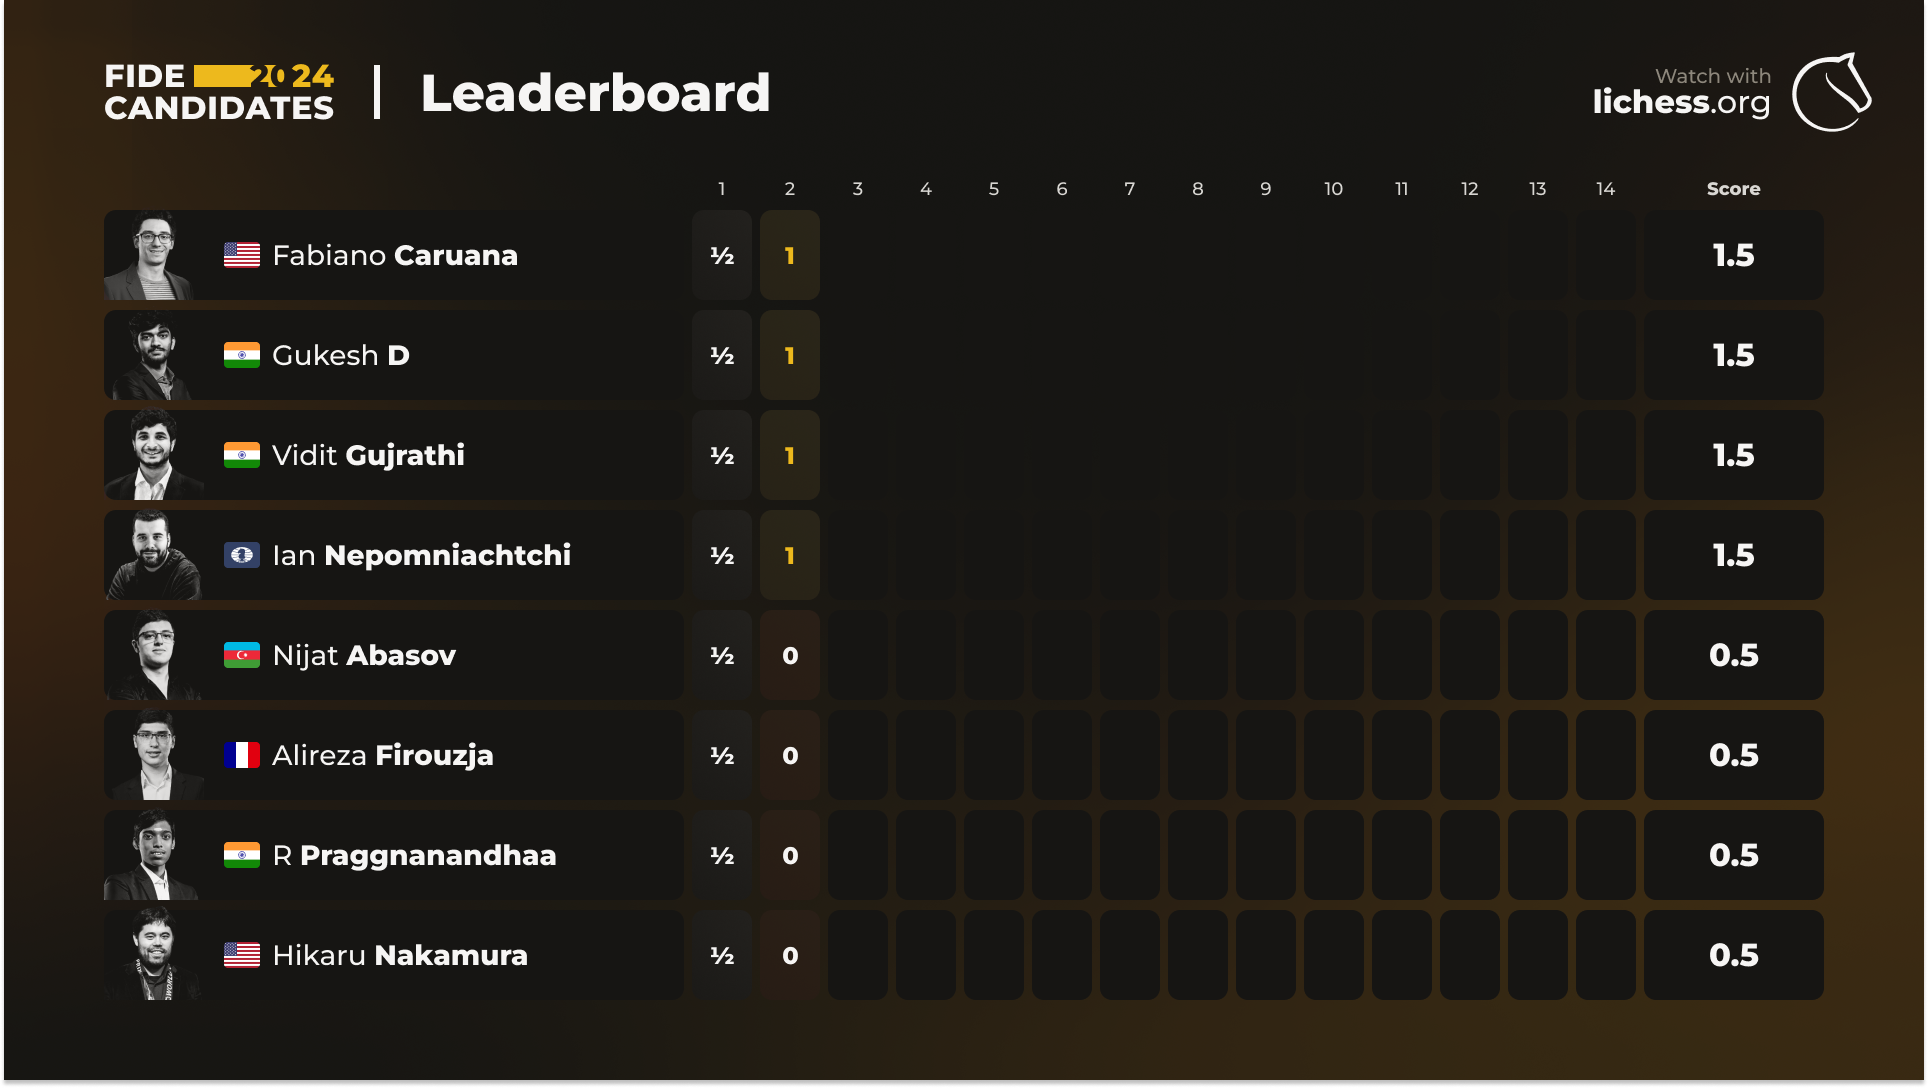 FIDE 2024
CANDIDATES
Leaderboard
Watch with
lichess.org
1 2 3 4 5 6 7 8 9 10 11 12 13 14 Score
Fabiano Caruana ½ 1 1.5
Gukesh D ½ 1 1.5
Vidit Gujrathi ½ 1 1.5
Ian Nepomniachtchi ½ 1 1.5
Nijat Abasov ½ 0 0.5
Alireza Firouzja ½ 0 0.5
R Praggnanandhaa ½ 0 0.5
Hikaru Nakamura ½ 0 0.5